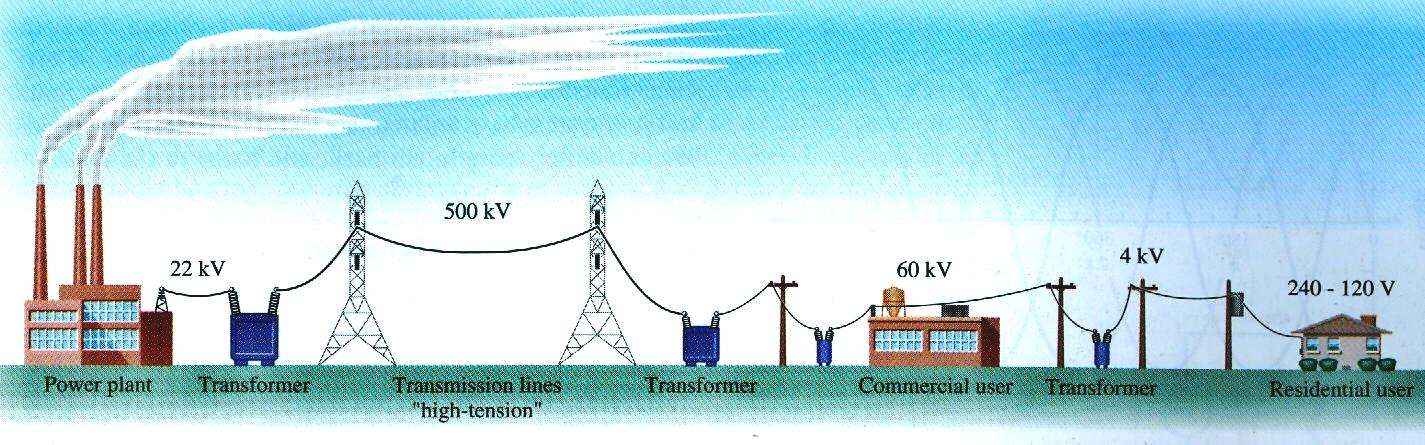 500 kV
22 kV
60 kV
4 kV
240 - 120 V
Power plant
Transformer
Transmission lines
"high-tension"
Transformer
Commercial user
Transformer
Residential user